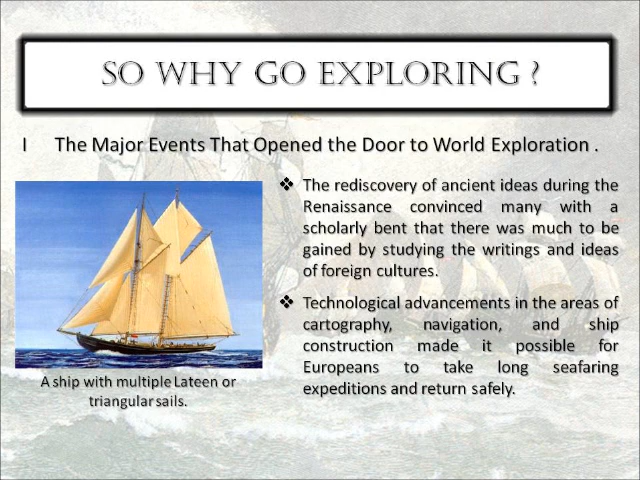 SO WHY GO EXPLORING ?
I The Major Events That Opened the Door to World Exploration .
❖ The rediscovery of ancient ideas during the
Renaissance convinced many with a
scholarly bent that there was much to be
gained by studying the writings and ideas
of foreign cultures.
❖ Technological advancements in the areas of
cartography, navigation, and ship
construction made it possible for
Europeans to take long seafaring
expeditions and return safely.
A ship with multiple Lateen or
triangular sails.